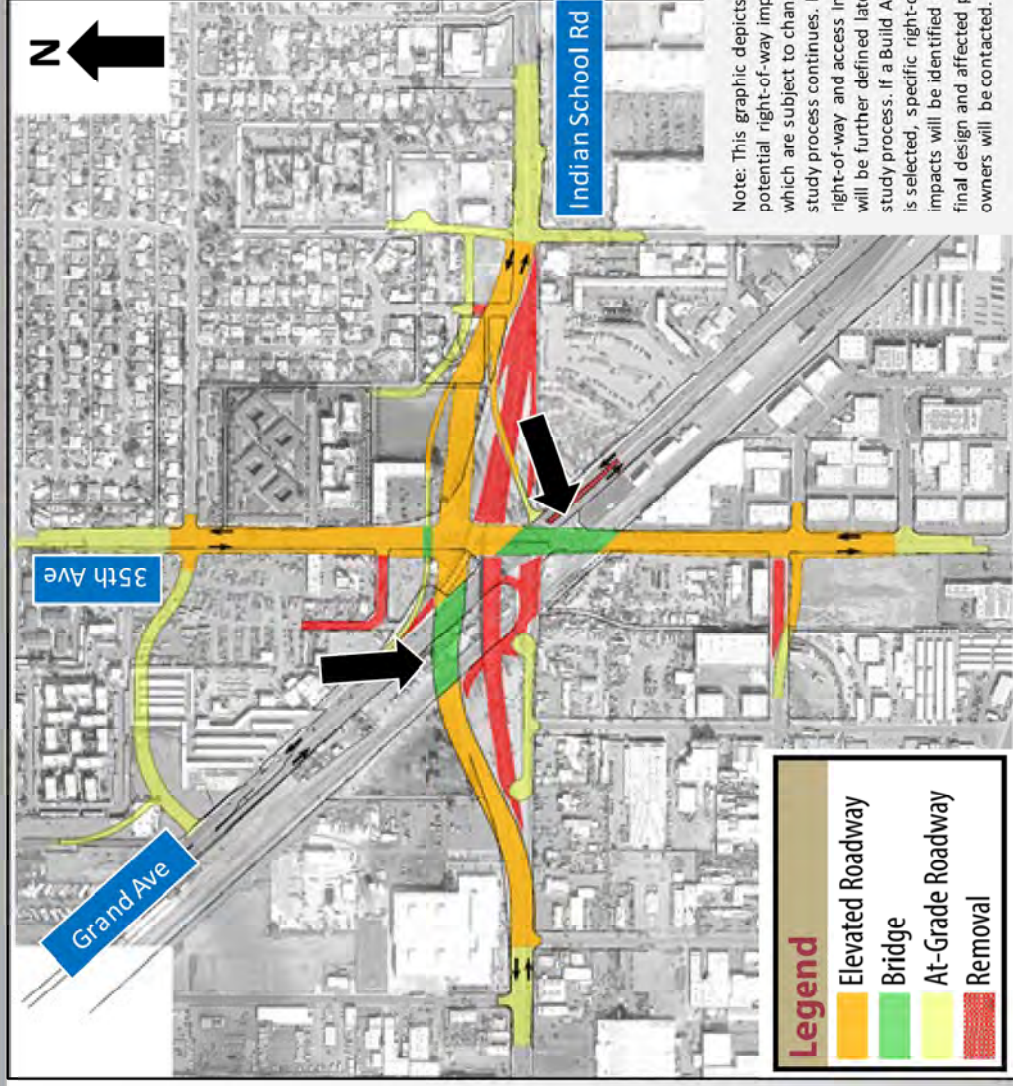 N
35th Ave
Indian School Rd
Grand Ave
Note: This graphic depicts
potential right-of-way imp
which are subject to chan
study process continues.
right-of-way and access in
will be further defined late
study process. If a Build A
is selected, specific right-o
impacts will be identified
final design and affected p
owners will be contacted.
Legend
Elevated Roadway
Bridge
At-Grade Roadway
Removal